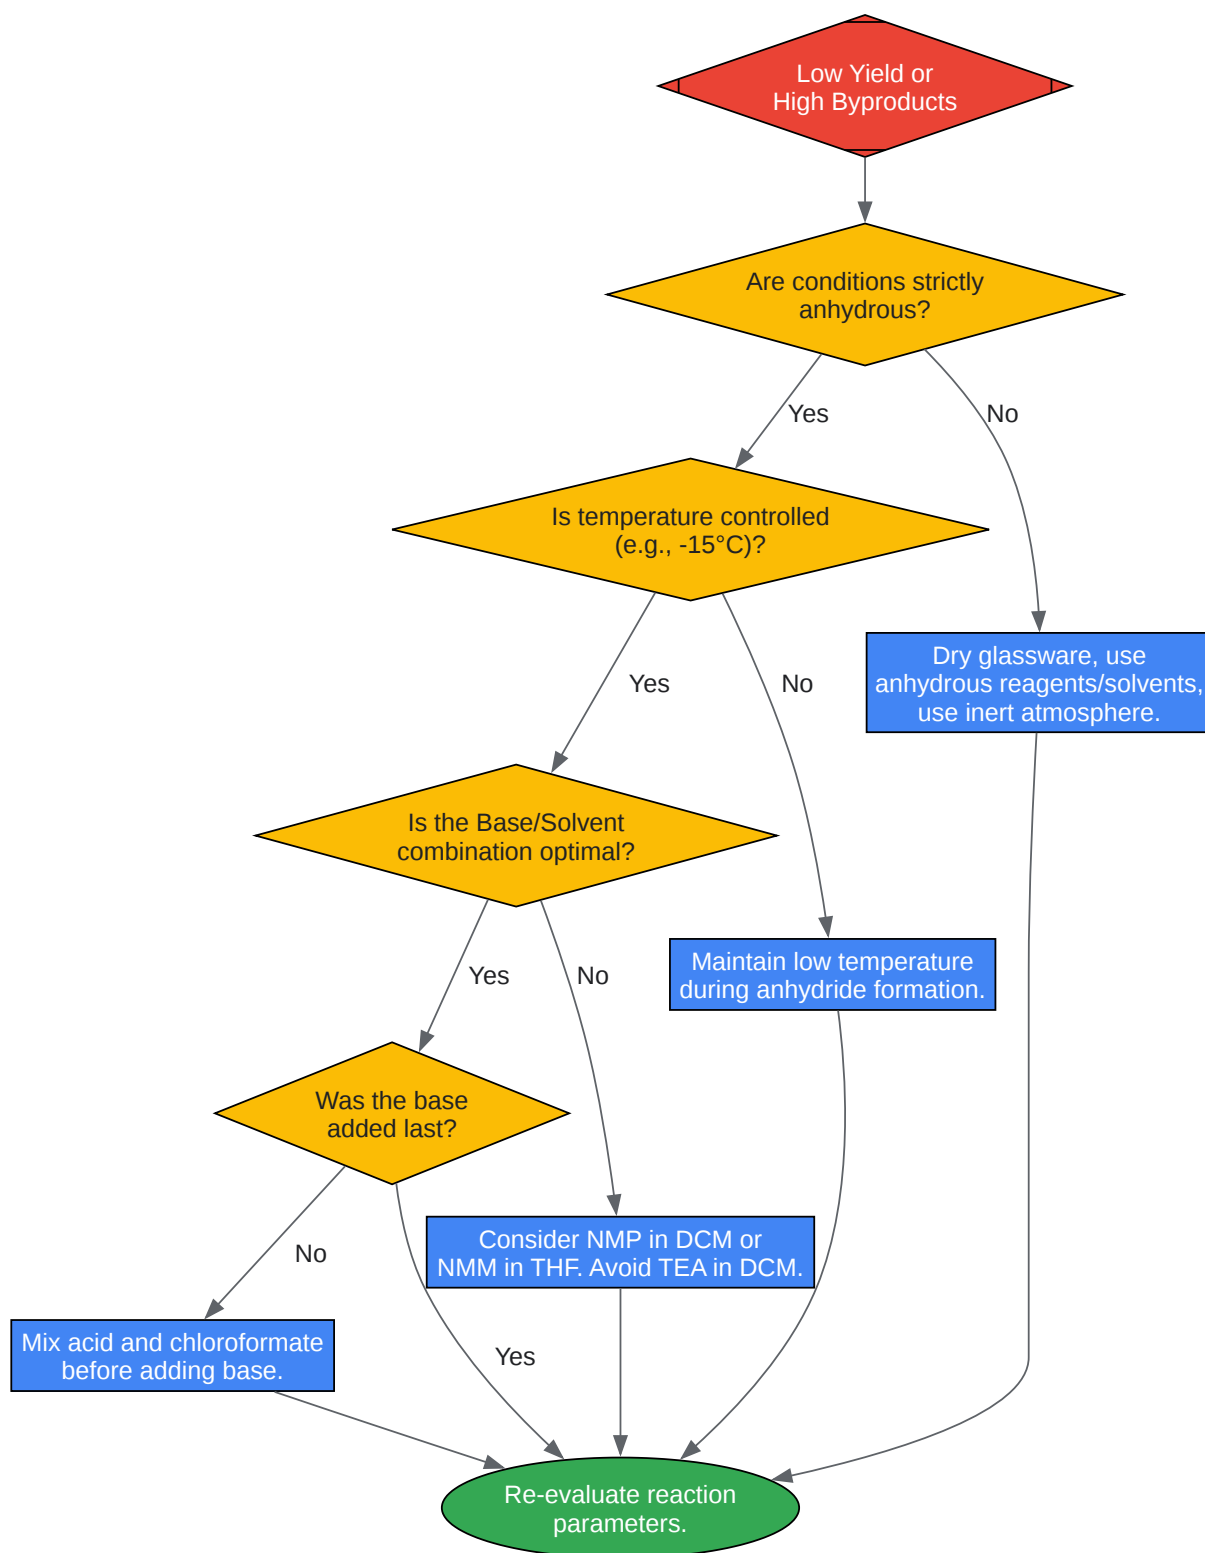 Low Yield or
High Byproducts
Are conditions strictly
anhydrous?
Yes
No
Is temperature controlled
(e.g., -15°C)?
Dry glassware, use
anhydrous reagents/solvents,
use inert atmosphere.
Yes
No
Is the Base/Solvent
combination optimal?
Maintain low temperature
during anhydride formation.
Yes
No
Was the base
added last?
Consider NMP in DCM or
NMM in THF. Avoid TEA in DCM.
No
Yes
Mix acid and chloroformate
before adding base.
Re-evaluate reaction
parameters.